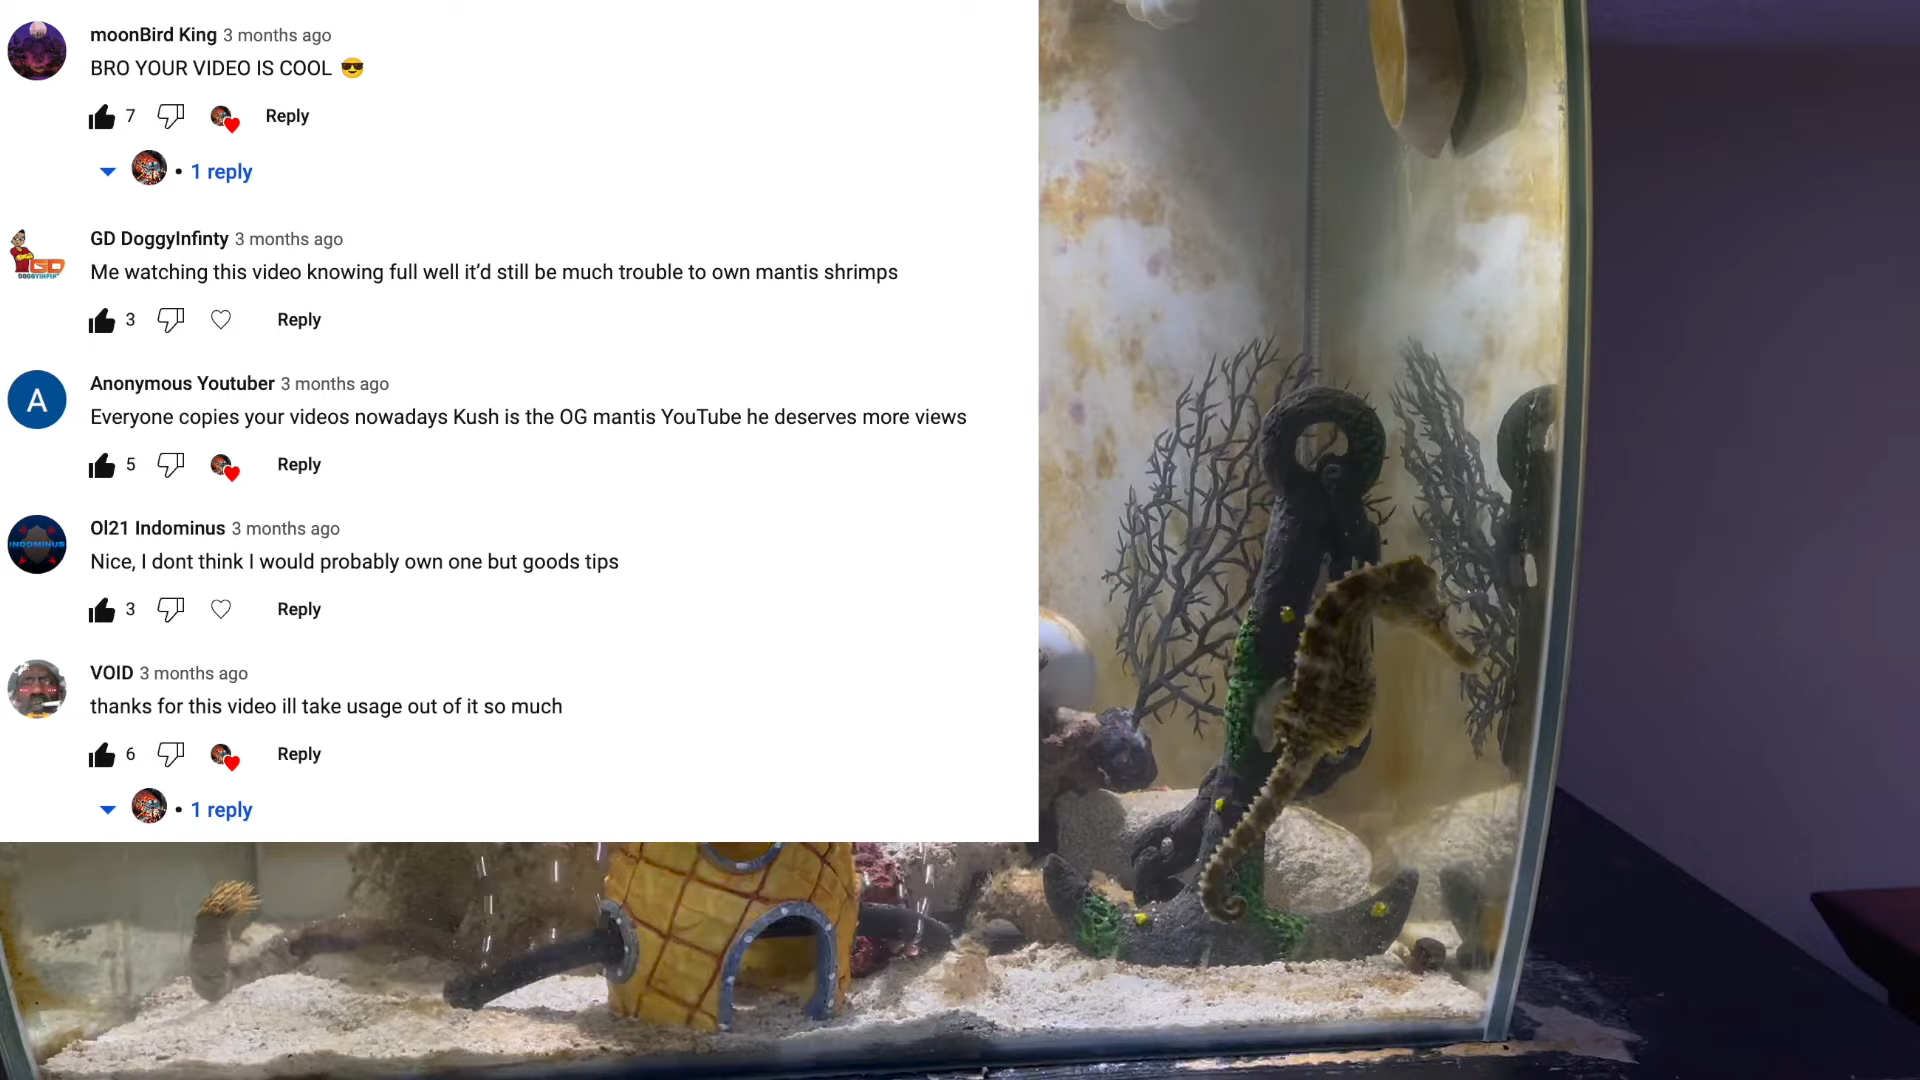 moonBird King 3 months ago
BRO YOUR VIDEO IS COOL 😎
7 Reply
1 reply
GD DoggyInfinty 3 months ago
Me watching this video knowing full well it’d still be much trouble to own mantis shrimps
3 Reply
Anonymous Youtuber 3 months ago
A
Everyone copies your videos nowadays Kush is the OG mantis YouTube he deserves more views
5 Reply
Ol21 Indominus 3 months ago
INDOMINUS
Nice, I dont think I would probably own one but goods tips
3 Reply
VOID 3 months ago
thanks for this video ill take usage out of it so much
6 Reply
1 reply